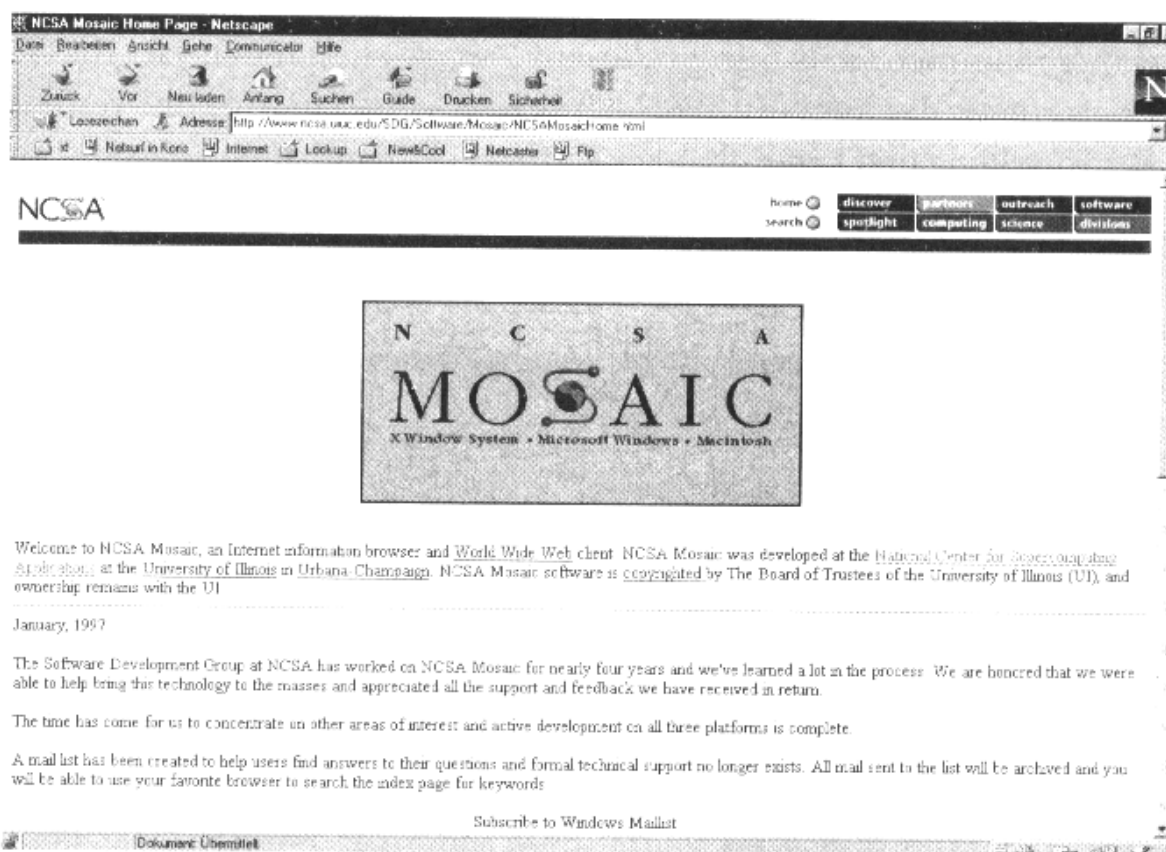 NCSA Mosaic Home Page - Netscape
Datei Bearbeiten Ansicht Gehe Communicator Hilfe
Zurück Vor Neu laden Anfang Suchen Guide Drucken Sicherheit
N
Lesezeichen Adresse http://www.ncsa.uiuc.edu/SDG/Software/Mosaic/NCSAMosaicHome.html
Internet Lookup New&Cool Netcaster Ftp
NCSA
home discover partners outreach software
search spotlight computing science divisions
N C S A
MOSAIC
X Window System • Microsoft Windows • Macintosh
Welcome to NCSA Mosaic, an Internet information browser and World Wide Web client. NCSA Mosaic was developed at the National Center for Supercomputing
Applications at the University of Illinois in Urbana-Champaign. NCSA Mosaic software is copyrighted by The Board of Trustees of the University of Illinois (UI), and
ownership remains with the UI
January, 1997
The Software Development Group at NCSA has worked on NCSA Mosaic for nearly four years and we've learned a lot in the process. We are honored that we were
able to help bring this technology to the masses and appreciated all the support and feedback we have received in return.
The time has come for us to concentrate on other areas of interest and active development on all three platforms is complete.
A mail list has been created to help users find answers to their questions and formal technical support no longer exists. All mail sent to the list will be archived and you
will be able to use your favorite browser to search the index page for keywords
Subscribe to Windows Maillist
Dokument: Übermittelt